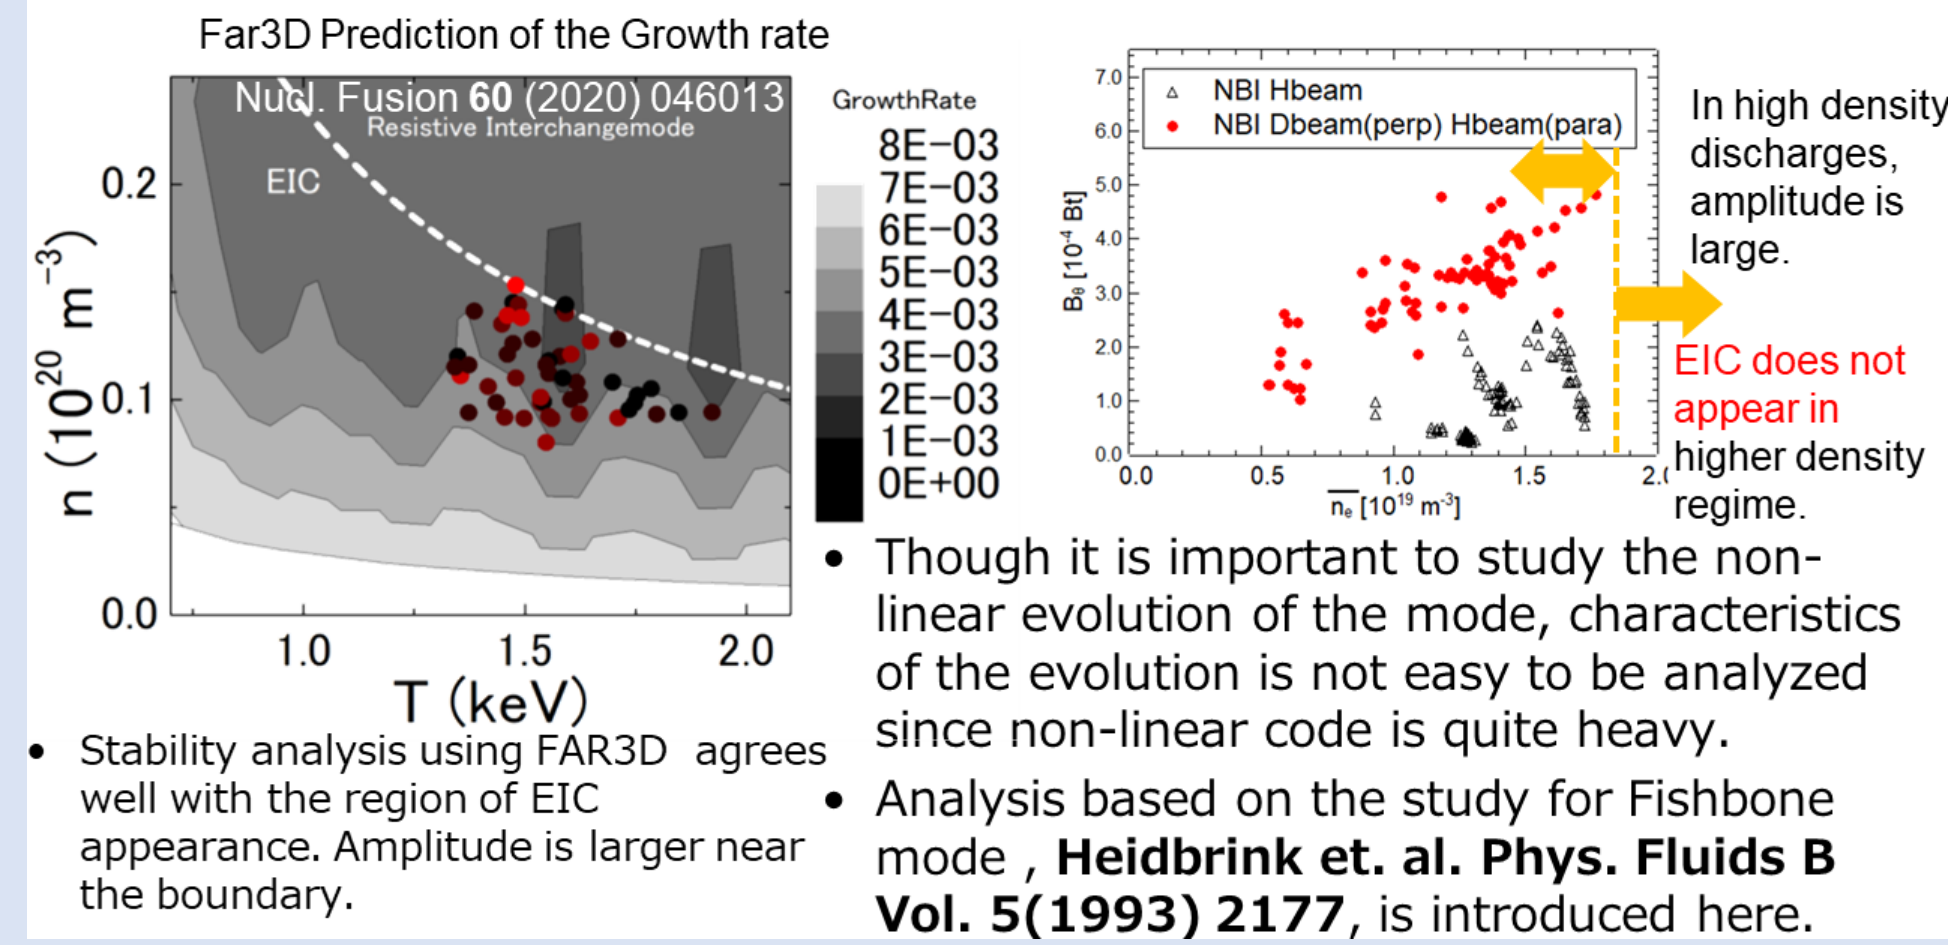 Far3D Prediction of the Growth rate
Nucl. Fusion 60 (2020) 046013
Resistive Interchangemode
EIC
0.2
0.1
0.0
n (10²⁰ m⁻³)
1.0
1.5
2.0
T (keV)
GrowthRate
8E−03
7E−03
6E−03
5E−03
4E−03
3E−03
2E−03
1E−03
0E+00
7.0
6.0
5.0
4.0
3.0
2.0
1.0
0.0
Bθ [10⁻⁴ Bt]
NBI Hbeam
NBI Dbeam(perp) Hbeam(para)
0.0
0.5
1.0
1.5
2.
n̅ₑ [10¹⁹ m⁻³]
In high density
discharges,
amplitude is
large.
EIC does not
appear in
higher density
regime.
• Stability analysis using FAR3D agrees
well with the region of EIC
appearance. Amplitude is larger near
the boundary.
• Though it is important to study the non-
linear evolution of the mode, characteristics
of the evolution is not easy to be analyzed
since non-linear code is quite heavy.
• Analysis based on the study for Fishbone
mode , Heidbrink et. al. Phys. Fluids B
Vol. 5(1993) 2177, is introduced here.